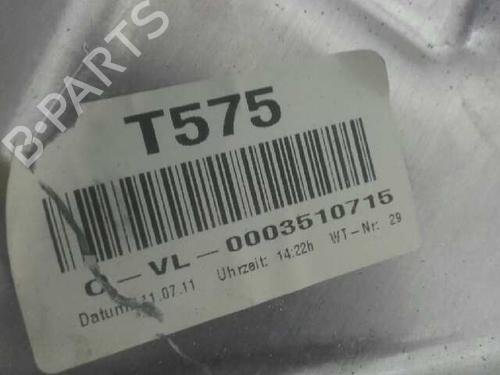 B-PARTS
T575
C-VL-0003510715
Datum: 11.07.11 Uhrzeit: 14:22h WT-Nr: 29